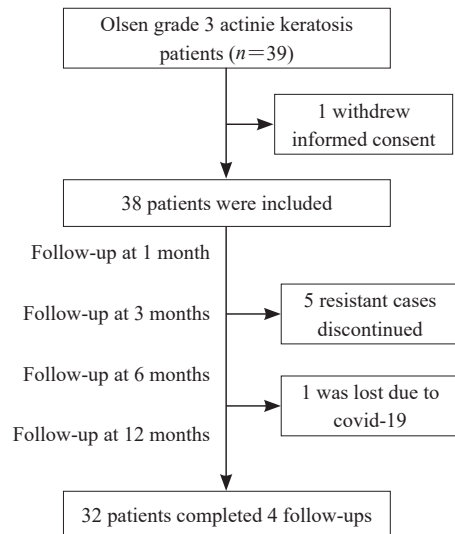 Olsen grade 3 actinie keratosis
patients (n=39)
1 withdrew
informed consent
38 patients were included
Follow-up at 1 month
Follow-up at 3 months
5 resistant cases
discontinued
Follow-up at 6 months
1 was lost due to
covid-19
Follow-up at 12 months
32 patients completed 4 follow-ups